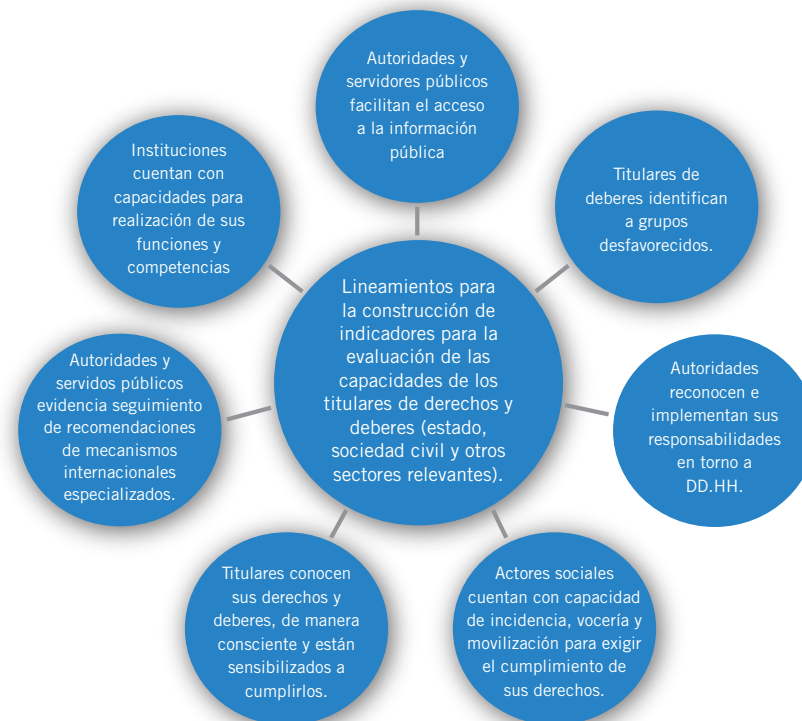 Autoridades y
servidores públicos
facilitan el acceso
a la información
pública
Instituciones
cuentan con
capacidades para
realización de sus
funciones y
competencias
Titulares de
deberes identifican
a grupos
desfavorecidos.
Lineamientos para
la construcción de
indicadores para la
evaluación de las
capacidades de los
titulares de derechos y
deberes (estado,
sociedad civil y otros
sectores relevantes).
Autoridades y
servidos públicos
evidencia seguimiento
de recomendaciones
de mecanismos
internacionales
especializados.
Autoridades
reconocen e
implementan sus
responsabilidades
en torno a
DD.HH.
Titulares conocen
sus derechos y
deberes, de manera
consciente y están
sensibilizados a
cumplirlos.
Actores sociales
cuentan con capacidad
de incidencia, vocería y
movilización para exigir
el cumplimiento de
sus derechos.